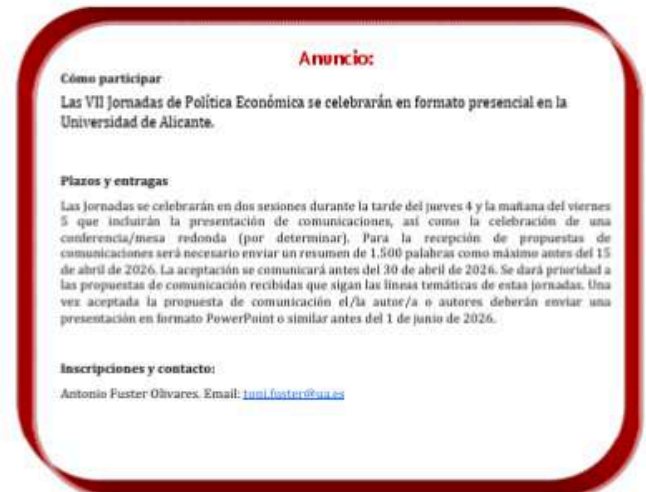 Anuncio:
Cómo participar
Las VII Jornadas de Política Económica se celebrarán en formato presencial en la
Universidad de Alicante.
Plazos y entragas
Las Jornadas se celebrarán en dos sesiones durante la tarde del jueves 4 y la mañana del viernes
5 que incluirán la presentación de comunicaciones, así como la celebración de una
conferencia/mesa redonda (por determinar). Para la recepción de propuestas de
comunicaciones será necesario enviar un resumen de 1.500 palabras como máximo antes del 15
de abril de 2026. La aceptación se comunicará antes del 30 de abril de 2026. Se dará prioridad a
las propuestas de comunicación recibidas que sigan las líneas temáticas de estas jornadas. Una
vez aceptada la propuesta de comunicación el/la autor/a o autores deberán enviar una
presentación en formato PowerPoint o similar antes del 1 de junio de 2026.
Inscripciones y contacto:
Antonio Fuster Olivares. Email: toni.fuster@ua.es